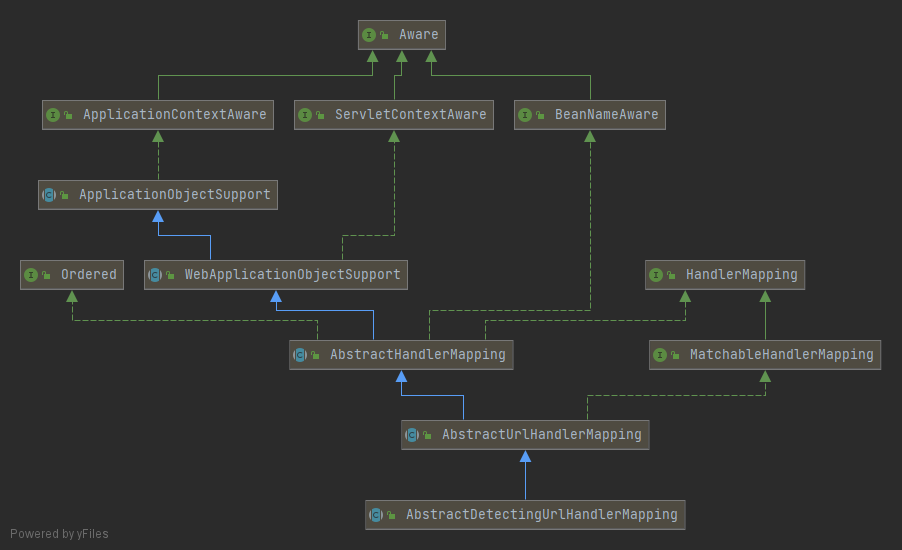 Aware
ApplicationContextAware
ServletContextAware
BeanNameAware
ApplicationObjectSupport
Ordered
WebApplicationObjectSupport
HandlerMapping
AbstractHandlerMapping
MatchableHandlerMapping
AbstractUrlHandlerMapping
AbstractDetectingUrlHandlerMapping
Powered by yFiles